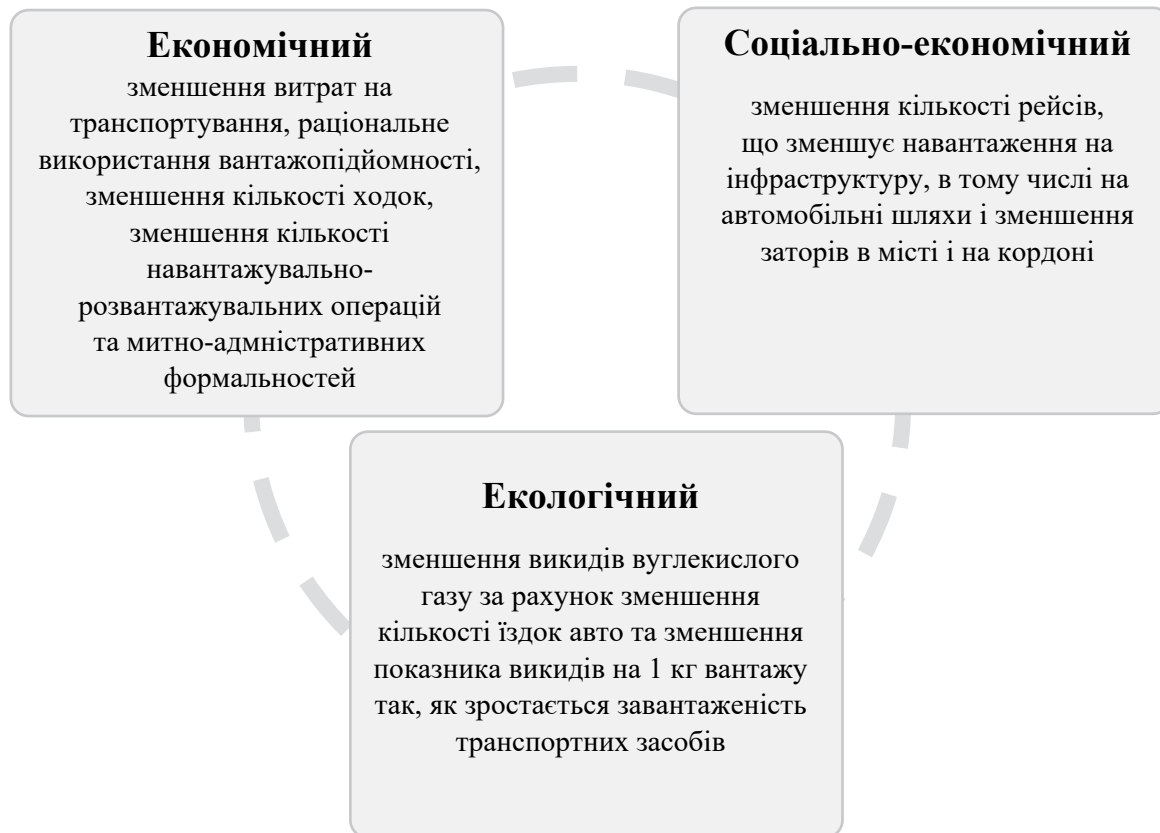 Економічний
зменшення витрат на
транспортування, раціональне
використання вантажопідйомності,
зменшення кількості ходок,
зменшення кількості
навантажувально-
розвантажувальних операцій
та митно-адмністративних
формальностей
Соціально-економічний
зменшення кількості рейсів,
що зменшує навантаження на
інфраструктуру, в тому числі на
автомобільні шляхи і зменшення
заторів в місті і на кордоні
Екологічний
зменшення викидів вуглекислого
газу за рахунок зменшення
кількості їздок авто та зменшення
показника викидів на 1 кг вантажу
так, як зростається завантаженість
транспортних засобів